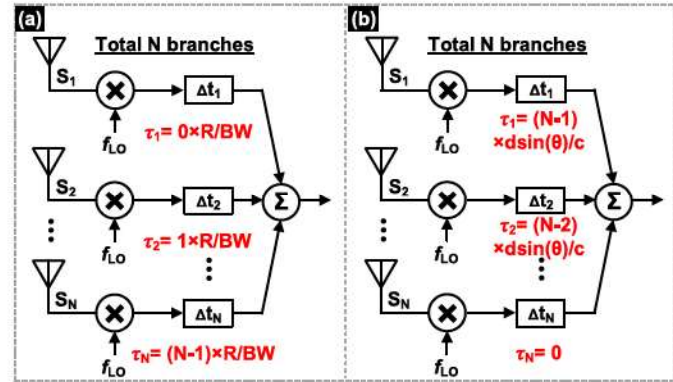 (a)
Total N branches
S1
Δt1
fLO
τ1= 0×R/BW
S2
Δt2
fLO
τ2= 1×R/BW
Σ
SN
ΔtN
fLO
τN= (N-1)×R/BW
(b)
Total N branches
S1
Δt1
fLO
τ1= (N-1)
×dsin(θ)/c
S2
Δt2
fLO
τ2= (N-2)
×dsin(θ)/c
Σ
SN
ΔtN
fLO
τN= 0